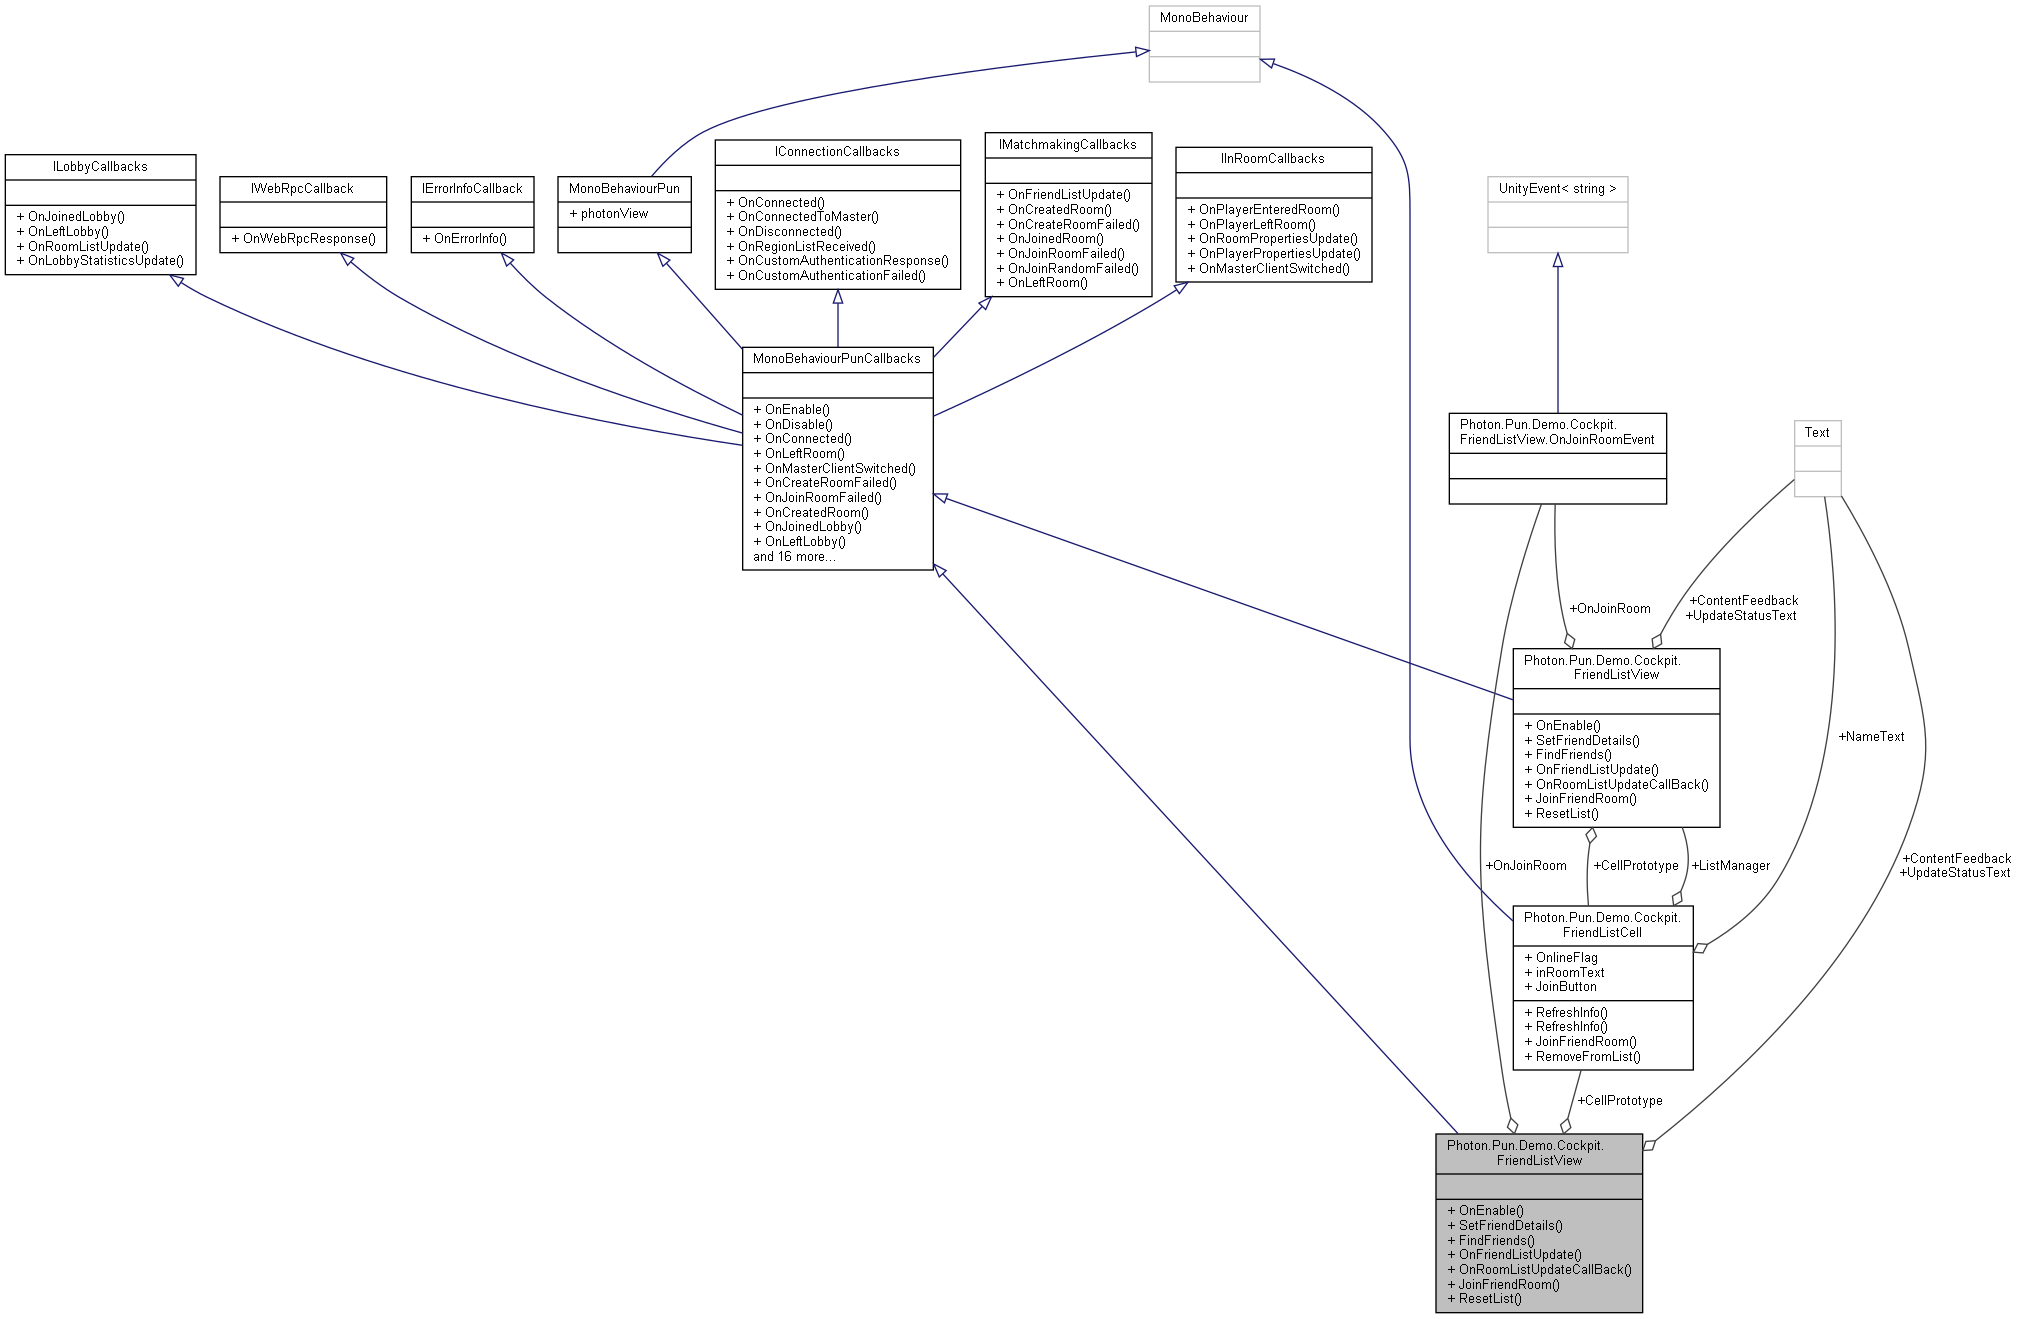 MonoBehaviour
ILobbyCallbacks
+ OnJoinedLobby()
+ OnLeftLobby()
+ OnRoomListUpdate()
+ OnLobbyStatisticsUpdate()
IWebRpcCallback
+ OnWebRpcResponse()
IErrorInfoCallback
+ OnErrorInfo()
MonoBehaviourPun
+ photonView
IConnectionCallbacks
+ OnConnected()
+ OnConnectedToMaster()
+ OnDisconnected()
+ OnRegionListReceived()
+ OnCustomAuthenticationResponse()
+ OnCustomAuthenticationFailed()
IMatchmakingCallbacks
+ OnFriendListUpdate()
+ OnCreatedRoom()
+ OnCreateRoomFailed()
+ OnJoinedRoom()
+ OnJoinRoomFailed()
+ OnJoinRandomFailed()
+ OnLeftRoom()
IInRoomCallbacks
+ OnPlayerEnteredRoom()
+ OnPlayerLeftRoom()
+ OnRoomPropertiesUpdate()
+ OnPlayerPropertiesUpdate()
+ OnMasterClientSwitched()
UnityEvent< string >
MonoBehaviourPunCallbacks
+ OnEnable()
+ OnDisable()
+ OnConnected()
+ OnLeftRoom()
+ OnMasterClientSwitched()
+ OnCreateRoomFailed()
+ OnJoinRoomFailed()
+ OnCreatedRoom()
+ OnJoinedLobby()
+ OnLeftLobby()
and 16 more...
Photon.Pun.Demo.Cockpit.
FriendListView.OnJoinRoomEvent
Text
+OnJoinRoom
+ContentFeedback
+UpdateStatusText
Photon.Pun.Demo.Cockpit.
FriendListView
+ OnEnable()
+ SetFriendDetails()
+ FindFriends()
+ OnFriendListUpdate()
+ OnRoomListUpdateCallBack()
+ JoinFriendRoom()
+ ResetList()
+NameText
+OnJoinRoom
+CellPrototype
+ListManager
+ContentFeedback
+UpdateStatusText
Photon.Pun.Demo.Cockpit.
FriendListCell
+ OnlineFlag
+ inRoomText
+ JoinButton
+ RefreshInfo()
+ RefreshInfo()
+ JoinFriendRoom()
+ RemoveFromList()
+CellPrototype
Photon.Pun.Demo.Cockpit.
FriendListView
+ OnEnable()
+ SetFriendDetails()
+ FindFriends()
+ OnFriendListUpdate()
+ OnRoomListUpdateCallBack()
+ JoinFriendRoom()
+ ResetList()